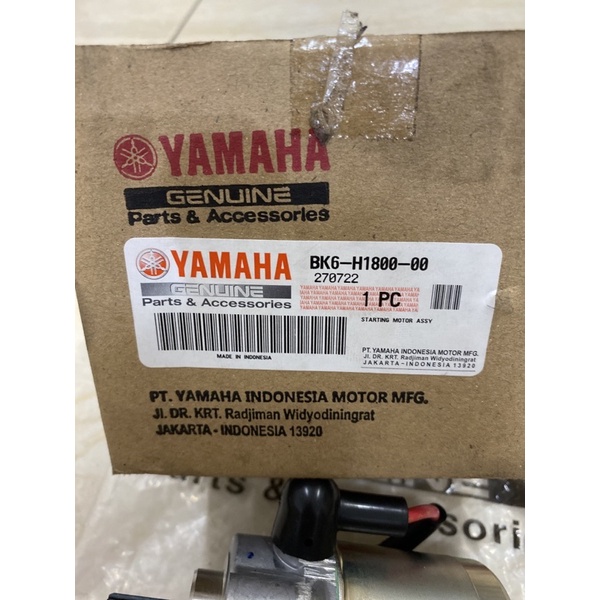 YAMAHA
GENUINE
Parts & Accessories
YAMAHA
GENUINE
Parts & Accessories
BK6-H1800-00
270722
1 PC
STARTING MOTOR ASSY
MADE IN INDONESIA
PT. YAMAHA INDONESIA MOTOR MFG.
Jl. DR. KRT. Radjiman Widyodiningrat
JAKARTA-INDONESIA 13920
PT. YAMAHA INDONESIA MOTOR MFG.
Jl. DR. KRT. Radjiman Widyodiningrat
JAKARTA-INDONESIA 13920